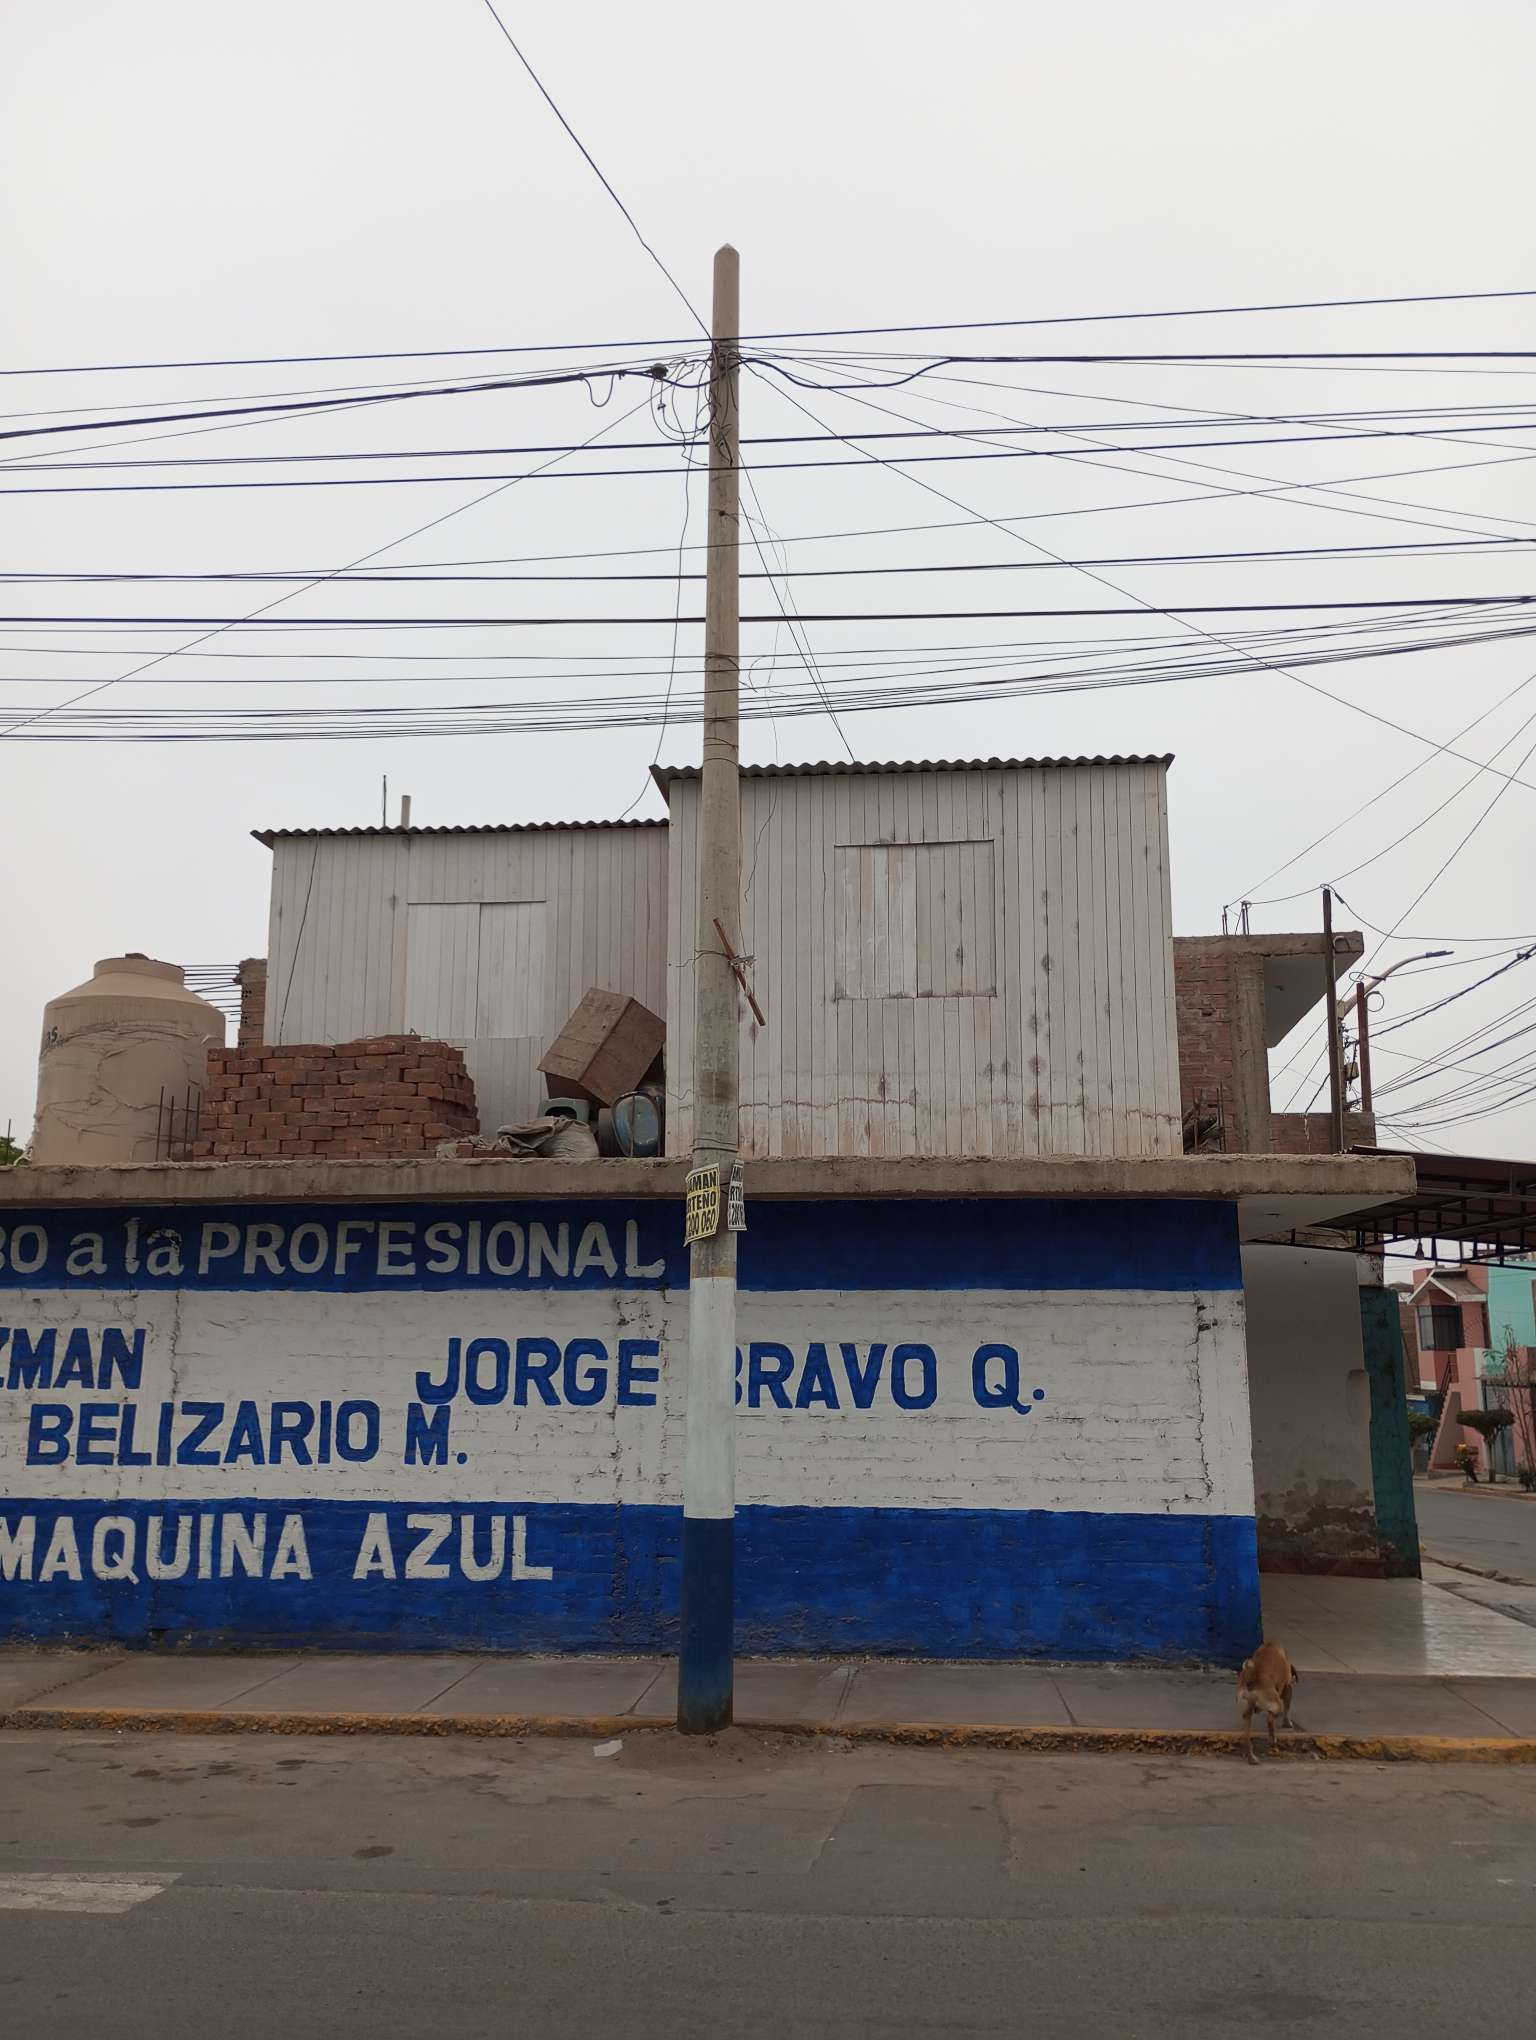 a la PROFESIONAL
JORGE BRAVO Q.
BELIZARIO M.
MAQUINA AZUL